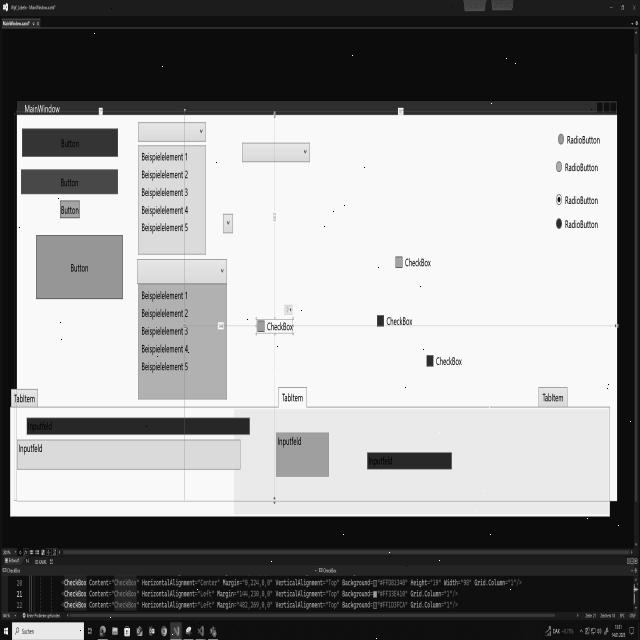 MainWindow
Button
Button
Button
Button
Beispielelement 1
Beispielelement 2
Beispielelement 3
Beispielelement 4
Beispielelement 5
Beispielelement 1
Beispielelement 2
Beispielelement 3
Beispielelement 4
Beispielelement 5
RadioButton
RadioButton
RadioButton
RadioButton
CheckBox
CheckBox
CheckBox
CheckBox
TabItem
TabItem
TabItem
Inputfeld
Inputfeld
Inputfeld
Inputfeld
CheckBox
CheckBox
20 <CheckBox Content="CheckBox" HorizontalAlignment="Center" Margin="0,224,0,0" VerticalAlignment="Top" Background="#FFDB1340" Height="19" Width="98" Grid.Column="1"/>
21 <CheckBox Content="CheckBox" HorizontalAlignment="Left" Margin="144,230,0,0" VerticalAlignment="Top" Background="#FF13EA10" Grid.Column="1"/>
22 <CheckBox Content="CheckBox" HorizontalAlignment="Left" Margin="402,269,0,0" VerticalAlignment="Top" Background="#FF1D3FCA" Grid.Column="1"/>
Suchen